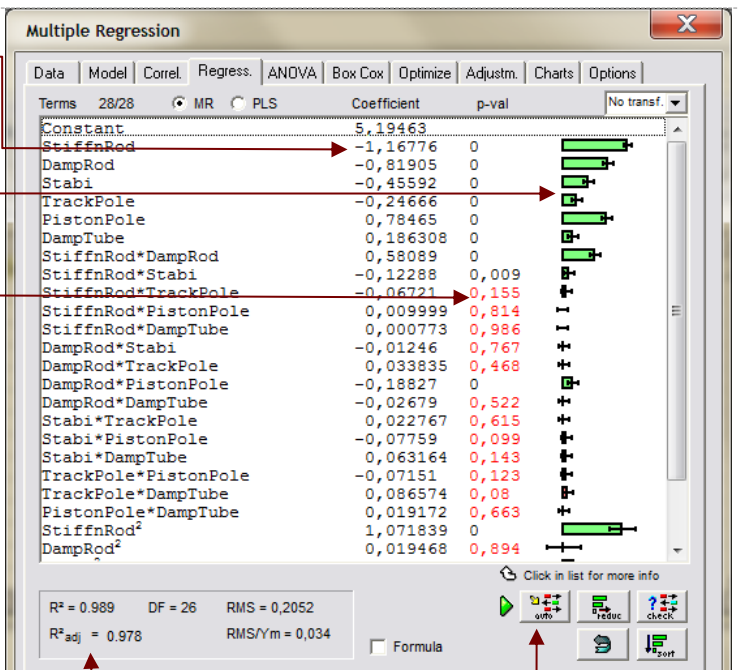 Multiple Regression
Data Model Correl. Regress. ANOVA Box Cox Optimize Adjustm. Charts Options
Terms 28/28 MR PLS Coefficient p-val No transf.
Constant 5,19463
StiffnRod -1,16776 0
DampRod -0,81905 0
Stabi -0,45592 0
TrackPole -0,24666 0
PistonPole 0,78465 0
DampTube 0,186308 0
StiffnRod*DampRod 0,58089 0
StiffnRod*Stabi -0,12288 0,009
StiffnRod*TrackPole -0,06721 0,155
StiffnRod*PistonPole 0,009999 0,814
StiffnRod*DampTube 0,000773 0,986
DampRod*Stabi -0,01246 0,767
DampRod*TrackPole 0,033835 0,468
DampRod*PistonPole -0,18827 0
DampRod*DampTube -0,02679 0,522
Stabi*TrackPole 0,022767 0,615
Stabi*PistonPole -0,07759 0,099
Stabi*DampTube 0,063164 0,143
TrackPole*PistonPole -0,07151 0,123
TrackPole*DampTube 0,086574 0,08
PistonPole*DampTube 0,019172 0,663
StiffnRod² 1,071839 0
DampRod² 0,019468 0,894
Click in list for more info
R² = 0.989 DF = 26 RMS = 0,2052
R²adj = 0.978 RMS/Ym = 0,034
Formula
auto reduc check
sort